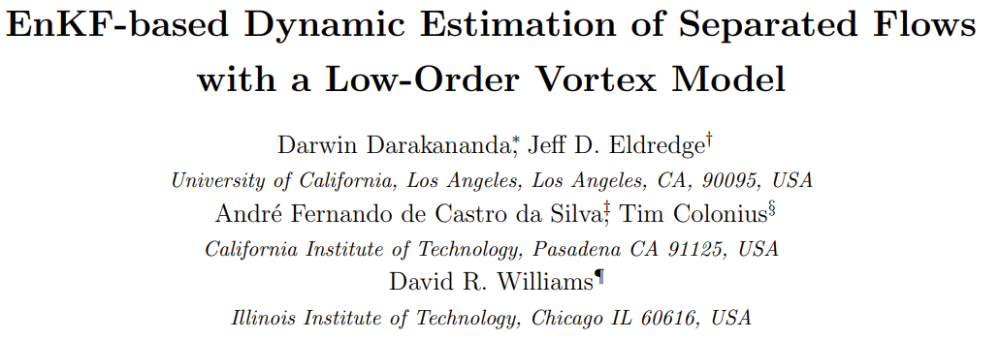 EnKF-based Dynamic Estimation of Separated Flows
with a Low-Order Vortex Model
Darwin Darakananda*, Jeff D. Eldredge†
University of California, Los Angeles, Los Angeles, CA, 90095, USA
André Fernando de Castro da Silva‡, Tim Colonius§
California Institute of Technology, Pasadena CA 91125, USA
David R. Williams¶
Illinois Institute of Technology, Chicago IL 60616, USA